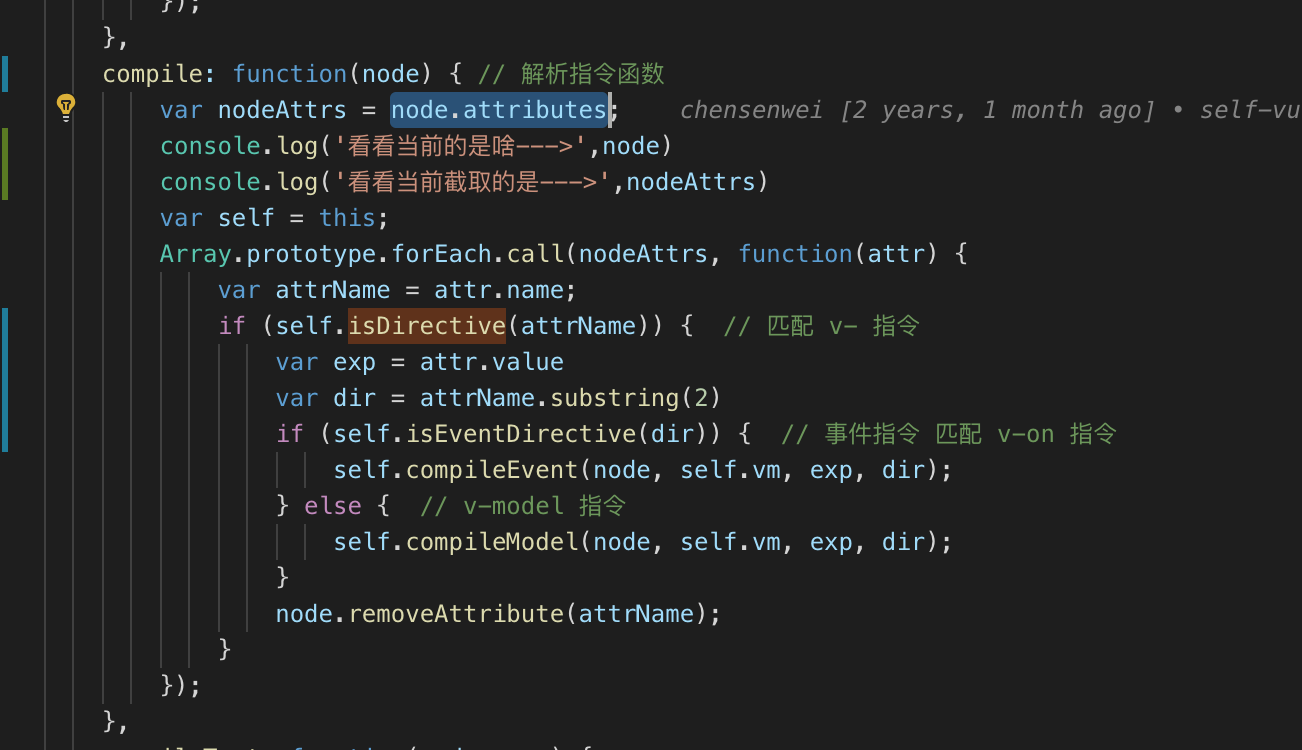 });
},
compile: function(node) { // 解析指令函数
var nodeAttrs = node.attributes; chensenwei [2 years, 1 month ago] • self-vu
console.log('看看当前的是啥--->',node)
console.log('看看当前截取的是--->',nodeAttrs)
var self = this;
Array.prototype.forEach.call(nodeAttrs, function(attr) {
var attrName = attr.name;
if (self.isDirective(attrName)) { // 匹配 v- 指令
var exp = attr.value
var dir = attrName.substring(2)
if (self.isEventDirective(dir)) { // 事件指令 匹配 v-on 指令
self.compileEvent(node, self.vm, exp, dir);
} else { // v-model 指令
self.compileModel(node, self.vm, exp, dir);
}
node.removeAttribute(attrName);
}
});
},